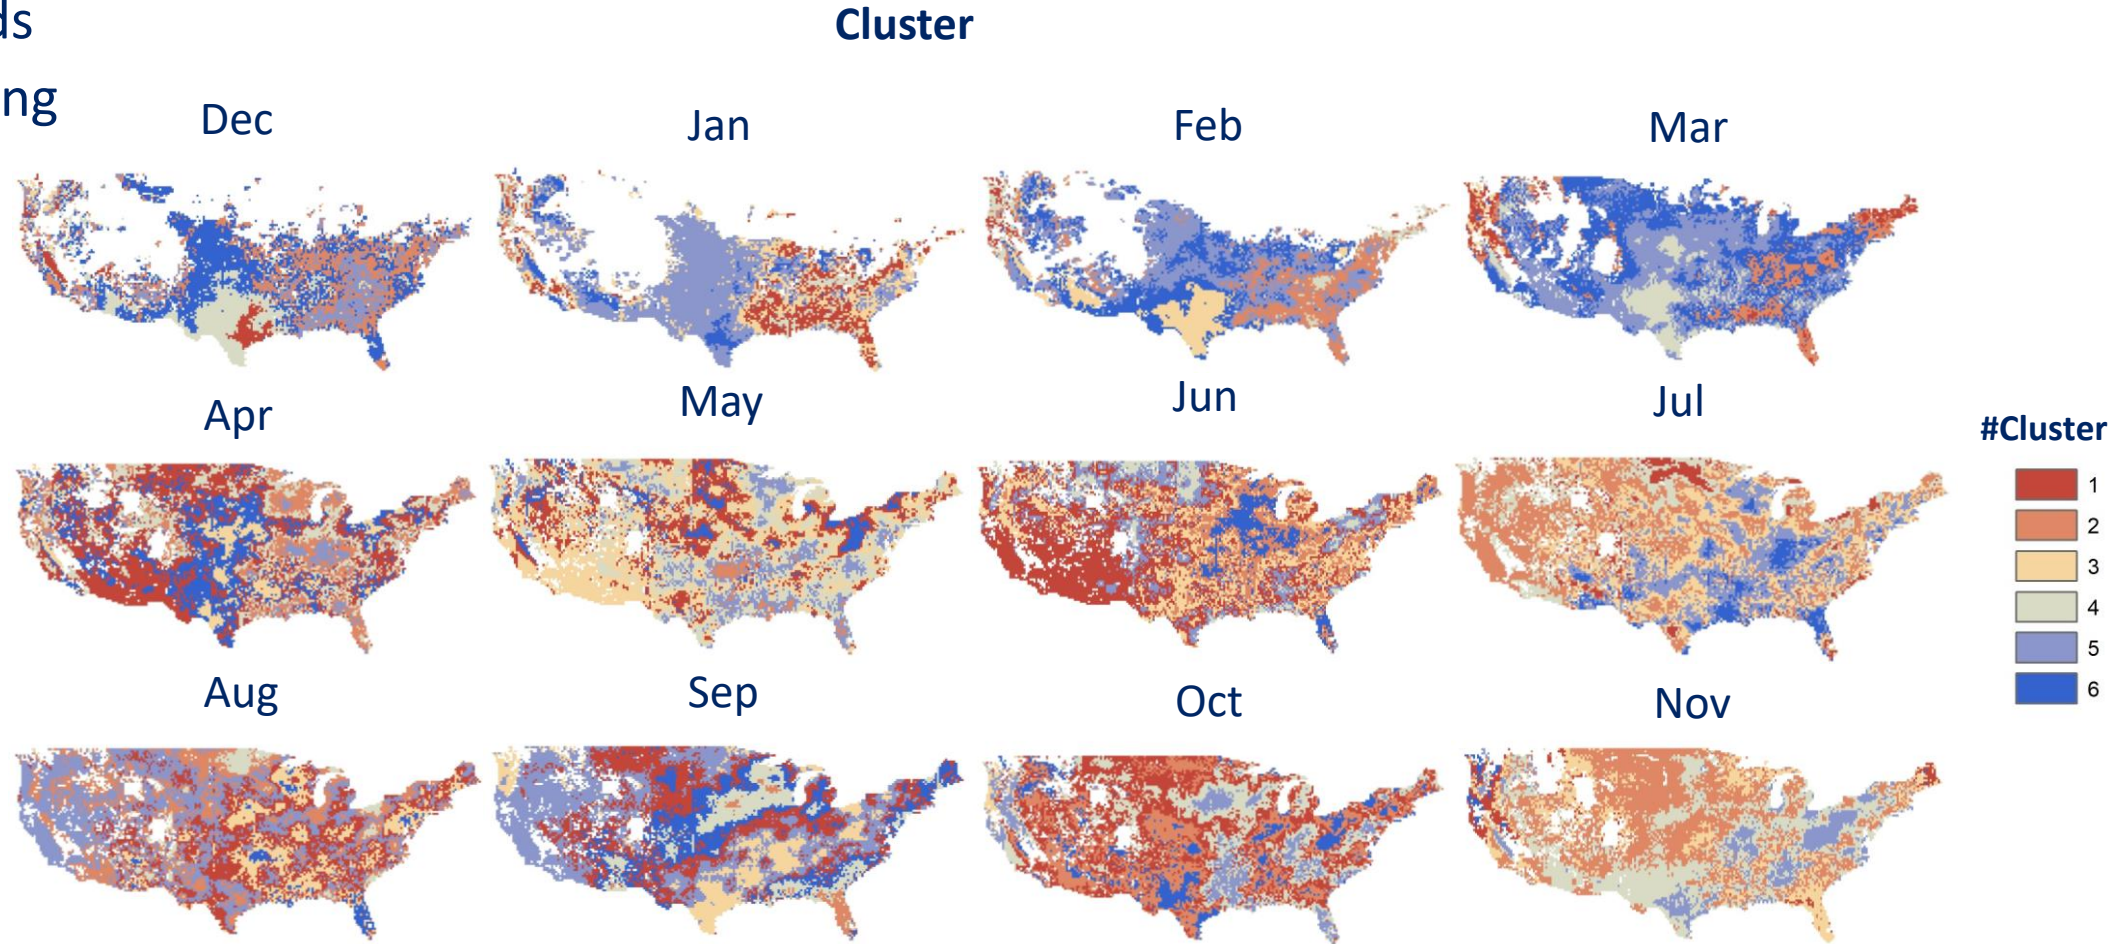 ds
ng
Cluster
Dec
Jan
Feb
Mar
Apr
May
Jun
Jul
Aug
Sep
Oct
Nov
#Cluster
1
2
3
4
5
6